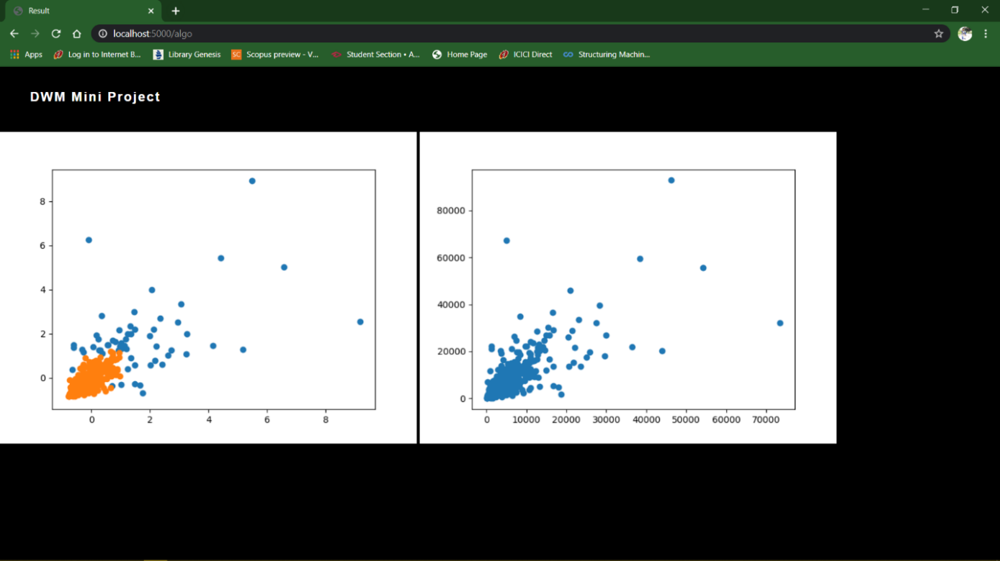 Result
localhost:5000/algo
Apps Log in to Internet B... Library Genesis SC Scopus preview - V... Student Section • A... Home Page ICICI Direct Structuring Machin...
DWM Mini Project
8
6
4
2
0
0 2 4 6 8
80000
60000
40000
20000
0
0 10000 20000 30000 40000 50000 60000 70000